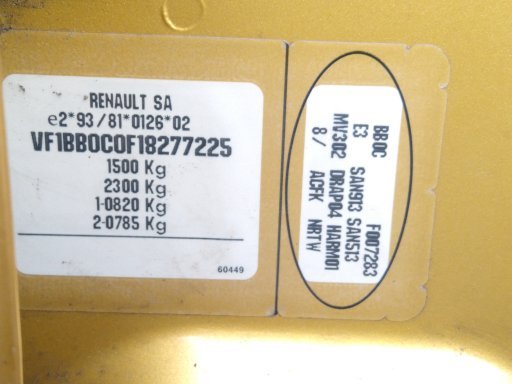 RENAULT SA
e2*93/81*0126*02
VF1BB0C0F18277225
1500 Kg
2300 Kg
1-0820 Kg
2-0785 Kg
60449
BB0C F007283
E3 SAN913 SAN513
MV302 DRAP04 HARM01
8/ ACFK NRTW